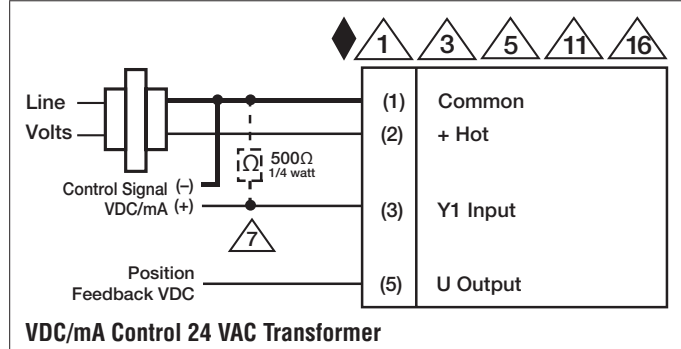 1 3 5 11 16
Line
Volts
(1) Common
(2) + Hot
Ω 500Ω
1/4 watt
Control Signal (–)
VDC/mA (+)
(3) Y1 Input
7
Position
Feedback VDC
(5) U Output
VDC/mA Control 24 VAC Transformer